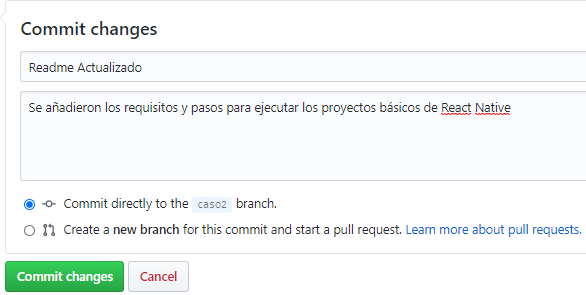 Commit changes
Readme Actualizado
Se añadieron los requisitos y pasos para ejecutar los proyectos básicos de React Native
Commit directly to the caso2 branch.
Create a new branch for this commit and start a pull request. Learn more about pull requests.
Commit changes Cancel